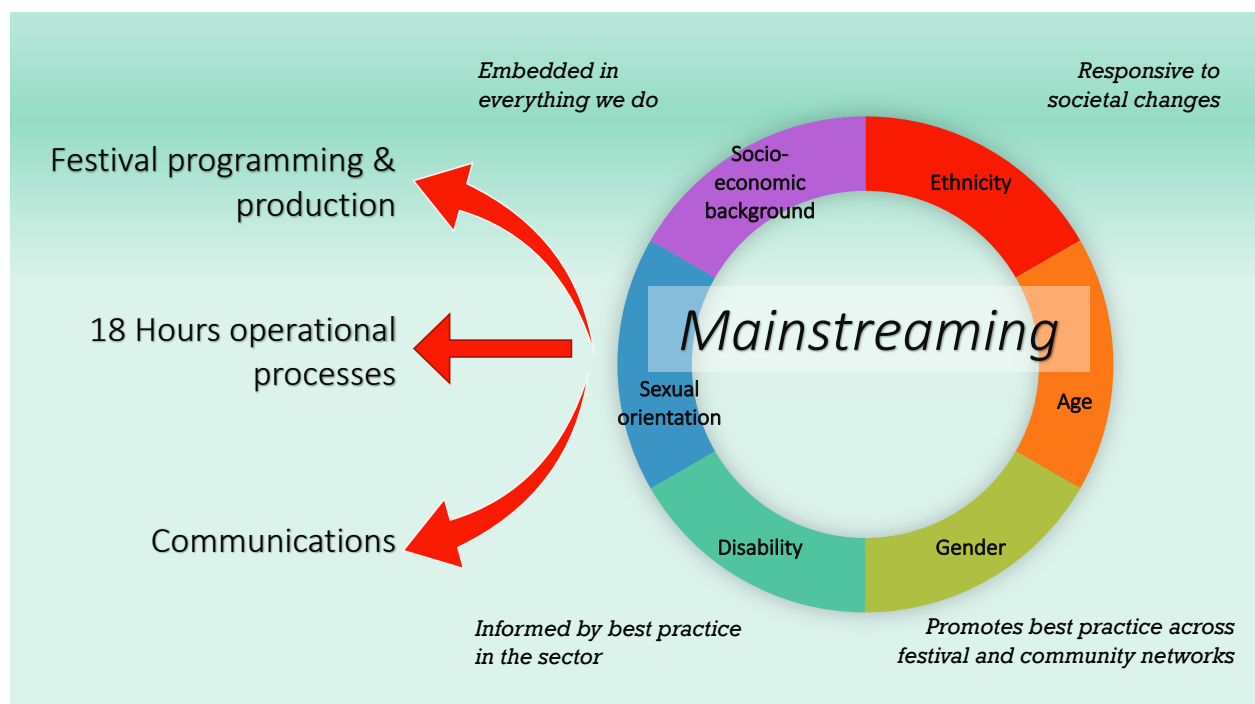 Embedded in
everything we do
Responsive to
societal changes
Festival programming &
production
18 Hours operational
processes
Communications
Socio-
economic
background
Ethnicity
Mainstreaming
Sexual
orientation
Age
Disability
Gender
Informed by best practice
in the sector
Promotes best practice across
festival and community networks